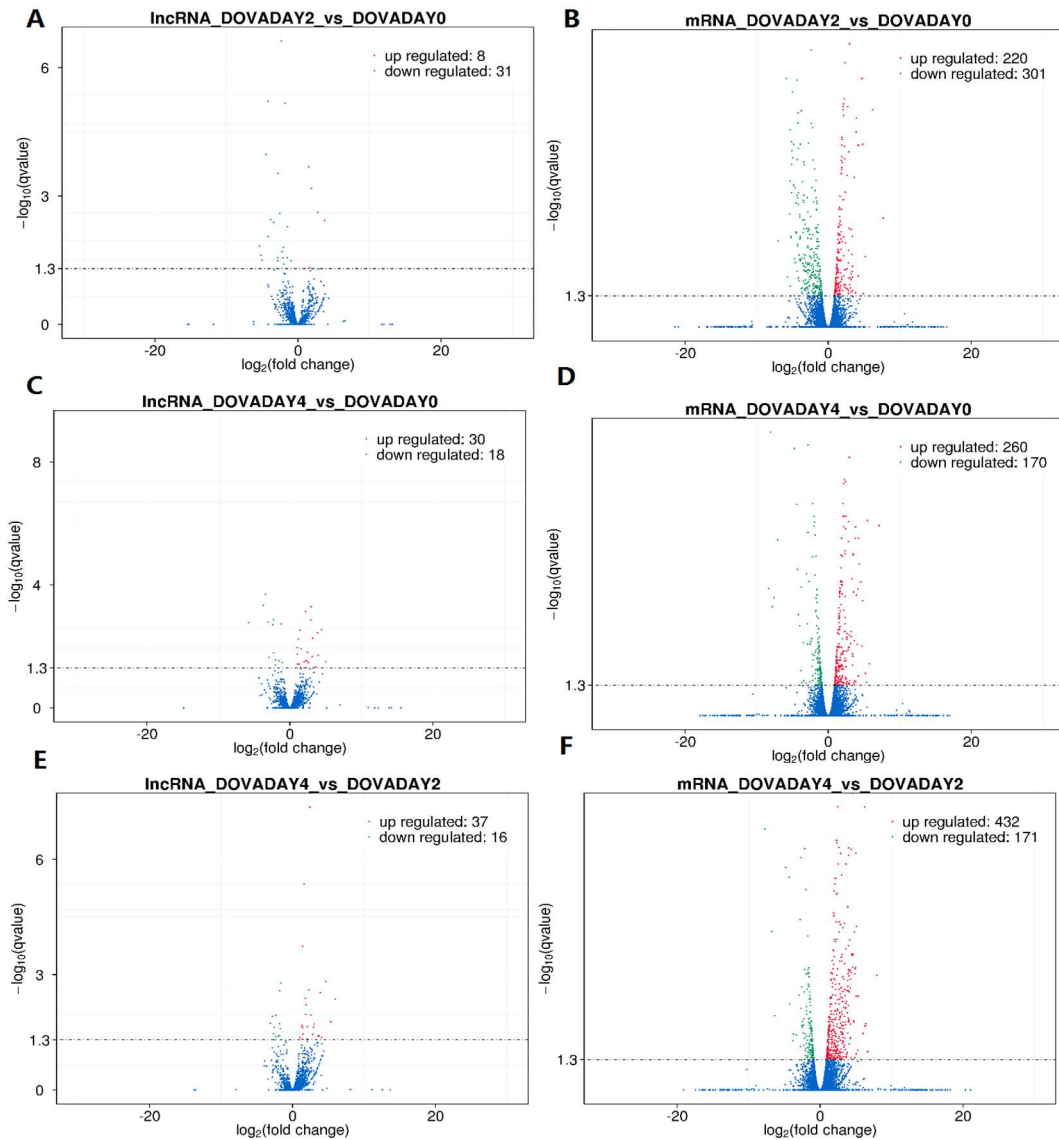 A
lncRNA_DOVADAY2_vs_DOVADAY0
up regulated: 8
down regulated: 31
6
3
1.3
0
−log10(qvalue)
-20
0
20
log2(fold change)
B
mRNA_DOVADAY2_vs_DOVADAY0
up regulated: 220
down regulated: 301
1.3
−log10(qvalue)
-20
0
20
log2(fold change)
C
lncRNA_DOVADAY4_vs_DOVADAY0
up regulated: 30
down regulated: 18
8
4
1.3
0
−log10(qvalue)
-20
0
20
log2(fold change)
D
mRNA_DOVADAY4_vs_DOVADAY0
up regulated: 260
down regulated: 170
1.3
−log10(qvalue)
-20
0
20
log2(fold change)
E
lncRNA_DOVADAY4_vs_DOVADAY2
up regulated: 37
down regulated: 16
6
3
1.3
0
−log10(qvalue)
-20
0
20
log2(fold change)
F
mRNA_DOVADAY4_vs_DOVADAY2
up regulated: 432
down regulated: 171
1.3
−log10(qvalue)
-20
0
20
log2(fold change)